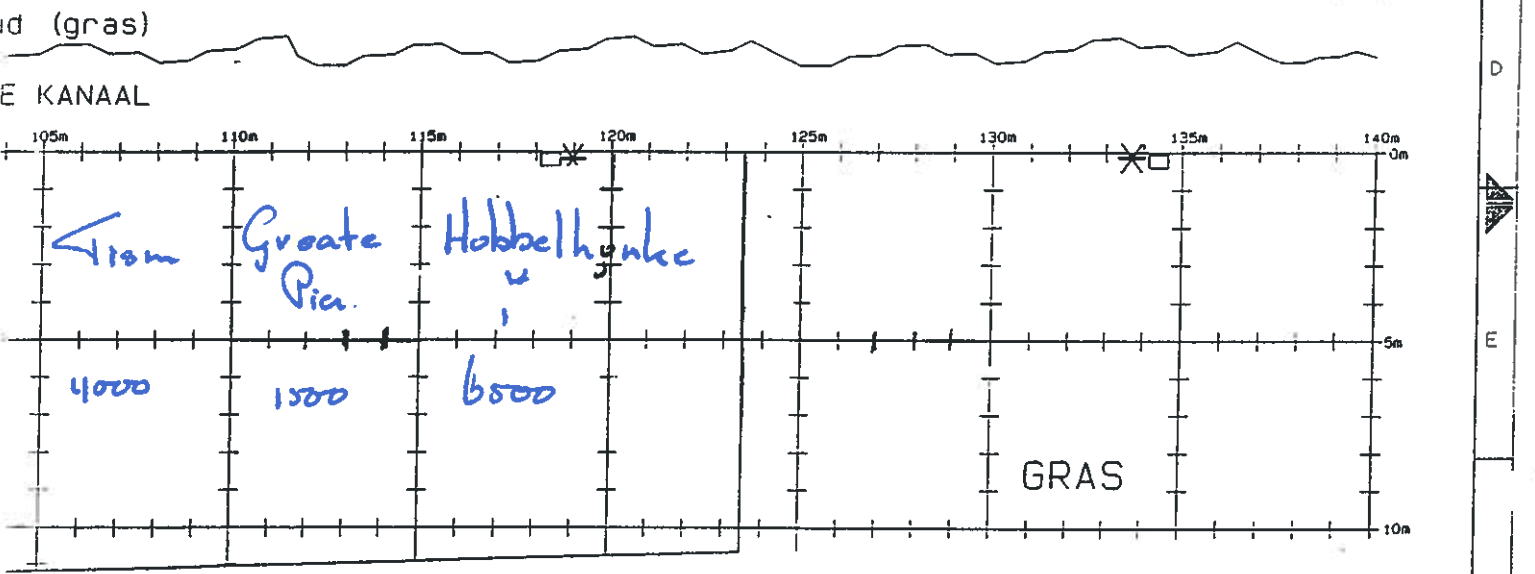 (gras)
E KANAAL
105m 110m 115m 120m 125m 130m 135m 140m
0m
Groate Hobbelhonke
Pier.
5m
4000 1500 6500
GRAS
10m
D
E